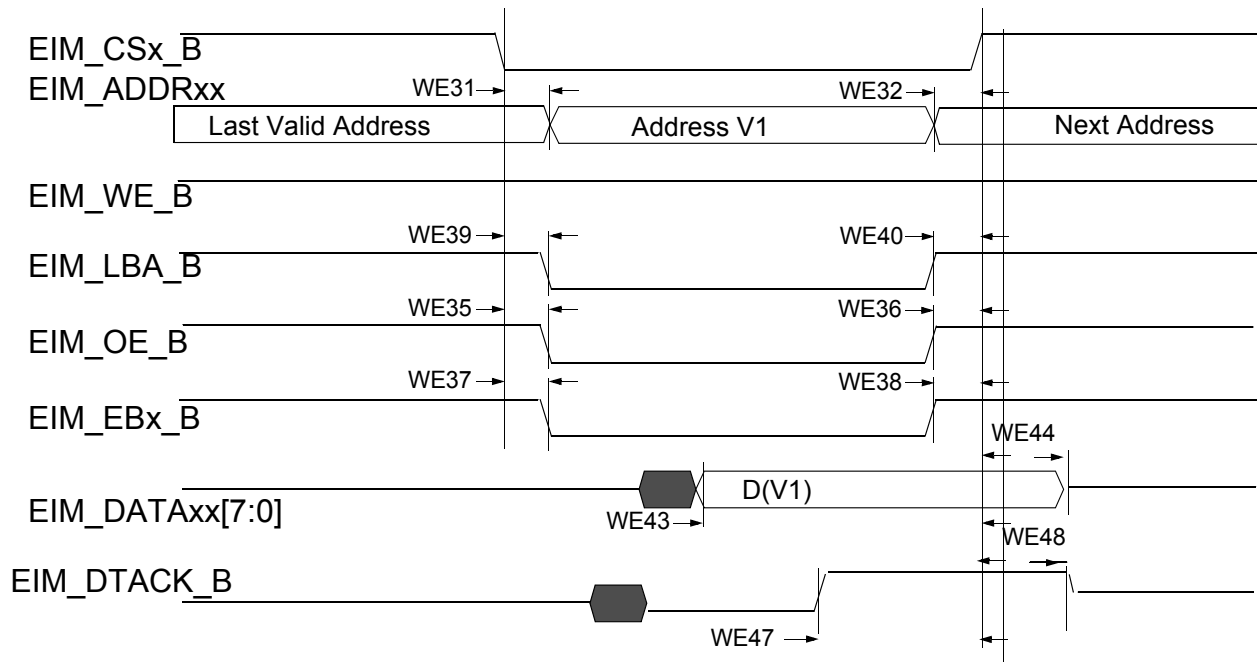 EIM_CSx_B
EIM_ADDRxx
WE31
WE32
Last Valid Address
Address V1
Next Address
EIM_WE_B
WE39
WE40
EIM_LBA_B
WE35
WE36
EIM_OE_B
WE37
WE38
EIM_EBx_B
WE44
D(V1)
EIM_DATAxx[7:0]
WE43
WE48
EIM_DTACK_B
WE47